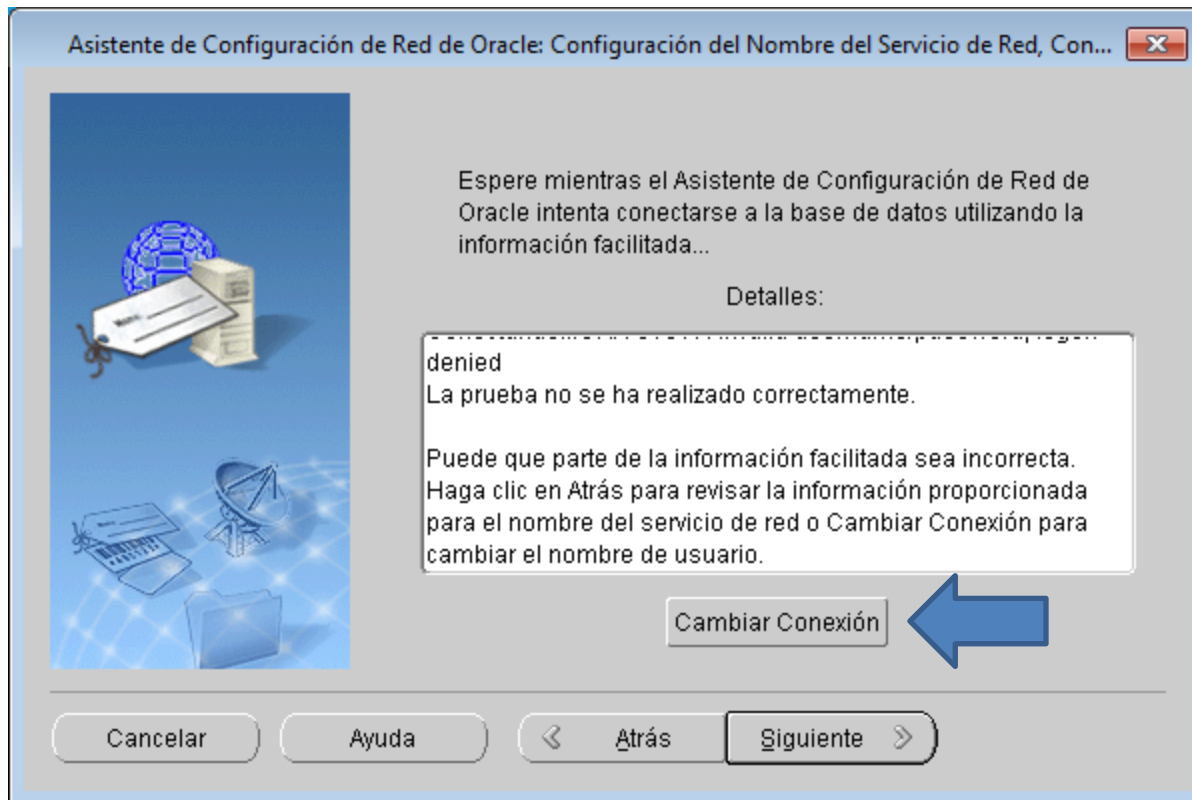 Asistente de Configuración de Red de Oracle: Configuración del Nombre del Servicio de Red, Con...
Espere mientras el Asistente de Configuración de Red de
Oracle intenta conectarse a la base de datos utilizando la
información facilitada...
Detalles:
denied
La prueba no se ha realizado correctamente.
Puede que parte de la información facilitada sea incorrecta.
Haga clic en Atrás para revisar la información proporcionada
para el nombre del servicio de red o Cambiar Conexión para
cambiar el nombre de usuario.
Cambiar Conexión
Cancelar
Ayuda
Atrás
Siguiente